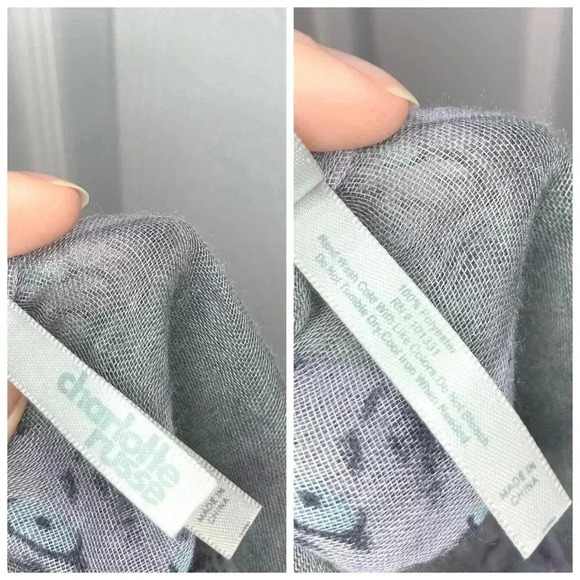 charlotte
russe
MADE IN
CHINA
100% Polyester
RN # 101331
Hand Wash Cold With Like Colors.Do Not Bleach
Do Not Tumble Dry.Cool Iron When Needed
MADE IN
CHINA